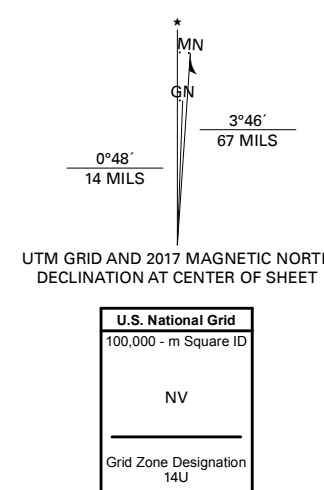 ★
MN
GN
3°46´
67 MILS
0°48´
14 MILS
UTM GRID AND 2017 MAGNETIC NORTH
DECLINATION AT CENTER OF SHEET
U.S. National Grid
100,000 - m Square ID
NV
Grid Zone Designation
14U